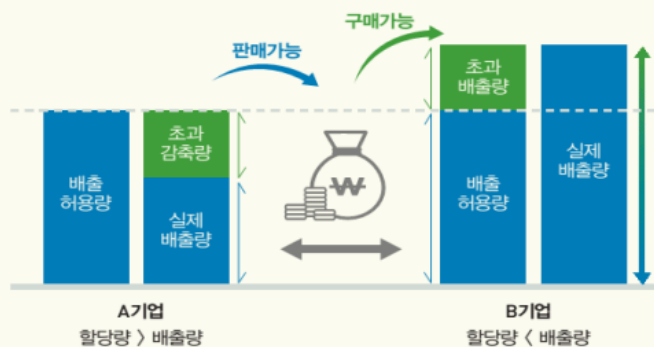 판매가능
구매가능
초과
감축량
초과
배출량
배출
허용량
실제
배출량
배출
허용량
실제
배출량
₩
A기업
할당량 > 배출량
B기업
할당량 < 배출량